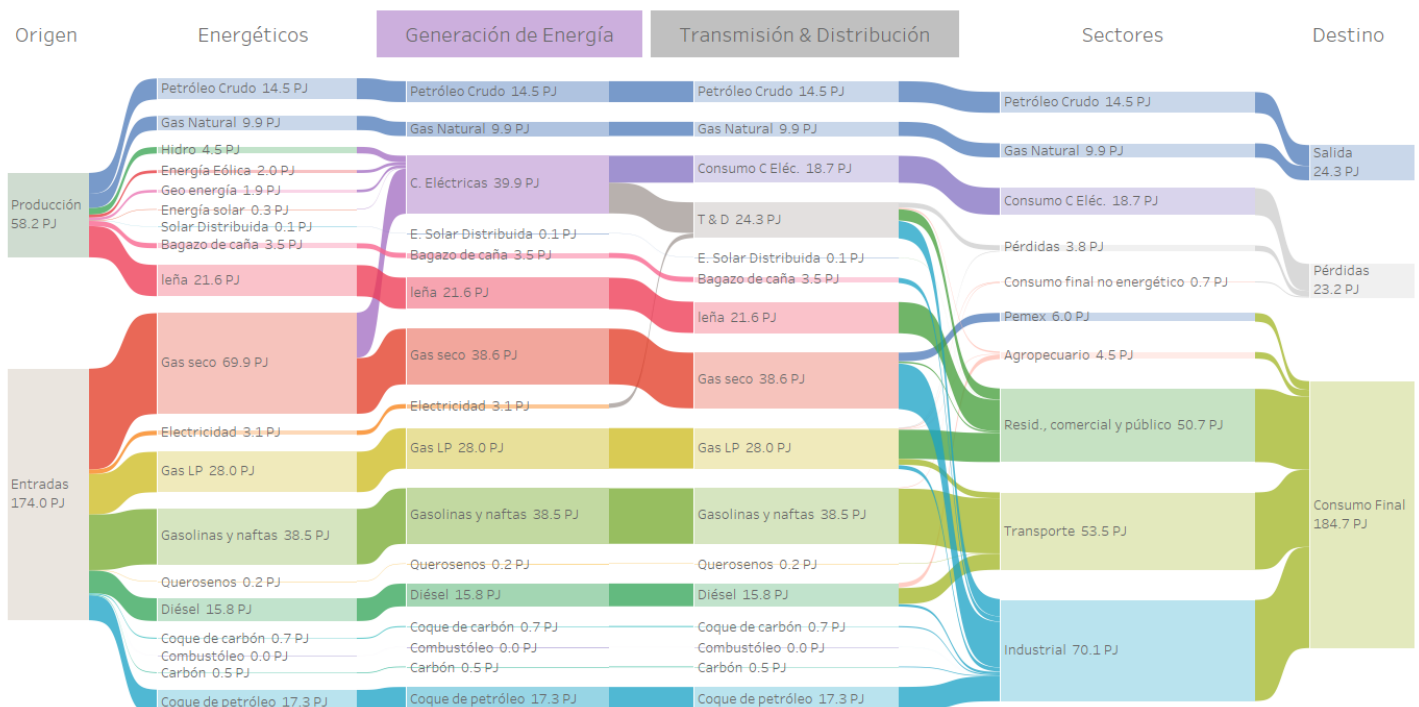 Origen
Energéticos
Generación de Energía
Transmisión & Distribución
Sectores
Destino
Producción
58.2 PJ
Entradas
174.0 PJ
Petróleo Crudo 14.5 PJ
Gas Natural 9.9 PJ
Hidro 4.5 PJ
Energía Eólica 2.0 PJ
Geo energía 1.9 PJ
Energía solar 0.3 PJ
Solar Distribuida 0.1 PJ
Bagazo de caña 3.5 PJ
leña 21.6 PJ
Gas seco 69.9 PJ
Electricidad 3.1 PJ
Gas LP 28.0 PJ
Gasolinas y naftas 38.5 PJ
Querosenos 0.2 PJ
Diésel 15.8 PJ
Coque de carbón 0.7 PJ
Combustóleo 0.0 PJ
Carbón 0.5 PJ
Coque de petróleo 17.3 PJ
Petróleo Crudo 14.5 PJ
Gas Natural 9.9 PJ
C. Eléctricas 39.9 PJ
E. Solar Distribuida 0.1 PJ
Bagazo de caña 3.5 PJ
leña 21.6 PJ
Gas seco 38.6 PJ
Electricidad 3.1 PJ
Gas LP 28.0 PJ
Gasolinas y naftas 38.5 PJ
Querosenos 0.2 PJ
Diésel 15.8 PJ
Coque de carbón 0.7 PJ
Combustóleo 0.0 PJ
Carbón 0.5 PJ
Coque de petróleo 17.3 PJ
Petróleo Crudo 14.5 PJ
Gas Natural 9.9 PJ
Consumo C Eléc. 18.7 PJ
T & D 24.3 PJ
E. Solar Distribuida 0.1 PJ
Bagazo de caña 3.5 PJ
leña 21.6 PJ
Gas seco 38.6 PJ
Gas LP 28.0 PJ
Gasolinas y naftas 38.5 PJ
Querosenos 0.2 PJ
Diésel 15.8 PJ
Coque de carbón 0.7 PJ
Combustóleo 0.0 PJ
Carbón 0.5 PJ
Coque de petróleo 17.3 PJ
Petróleo Crudo 14.5 PJ
Gas Natural 9.9 PJ
Consumo C Eléc. 18.7 PJ
Pérdidas 3.8 PJ
Consumo final no energético 0.7 PJ
Pemex 6.0 PJ
Agropecuario 4.5 PJ
Resid., comercial y público 50.7 PJ
Transporte 53.5 PJ
Industrial 70.1 PJ
Salida
24.3 PJ
Pérdidas
23.2 PJ
Consumo Final
184.7 PJ